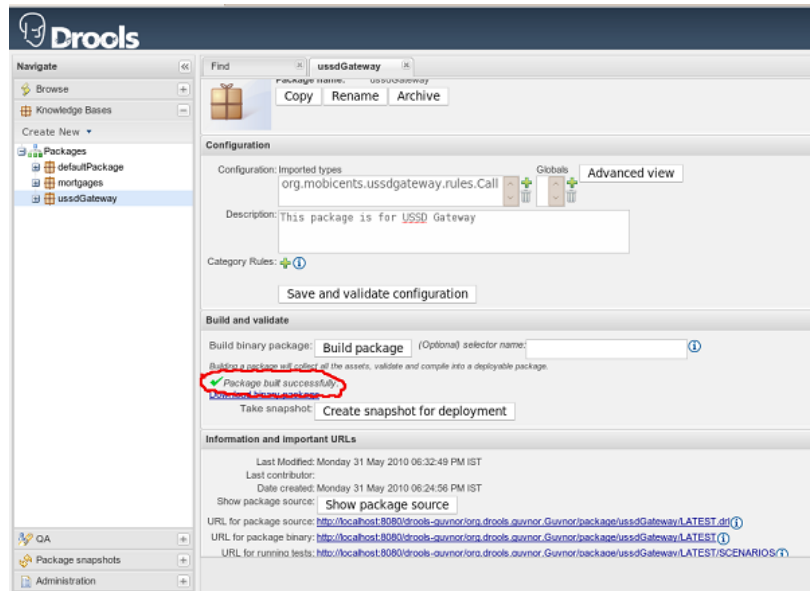 Drools
Navigate
Browse
Knowledge Bases
Create New
Packages
defaultPackage
mortgages
ussdGateway
QA
Package snapshots
Administration
Find
ussdGateway
Package name: ussdGateway
Copy Rename Archive
Configuration
Configuration: Imported types Globals Advanced view
org.mobicents.ussdgateway.rules.Call
Description: This package is for USSD Gateway
Category Rules:
Save and validate configuration
Build and validate
Build binary package: Build package (Optional) selector name:
Building a package will collect all the assets, validate and compile into a deployable package.
Package built successfully.
Download binary package
Take snapshot: Create snapshot for deployment
Information and important URLs
Last Modified: Monday 31 May 2010 06:32:49 PM IST
Last contributor:
Date created: Monday 31 May 2010 06:24:56 PM IST
Show package source: Show package source
URL for package source: http://localhost:8080/drools-guvnor/org.drools.guvnor.Guvnor/package/ussdGateway/LATEST.drl
URL for package binary: http://localhost:8080/drools-guvnor/org.drools.guvnor.Guvnor/package/ussdGateway/LATEST
URL for running tests: http://localhost:8080/drools-guvnor/org.drools.guvnor.Guvnor/package/ussdGateway/LATEST/SCENARIOS